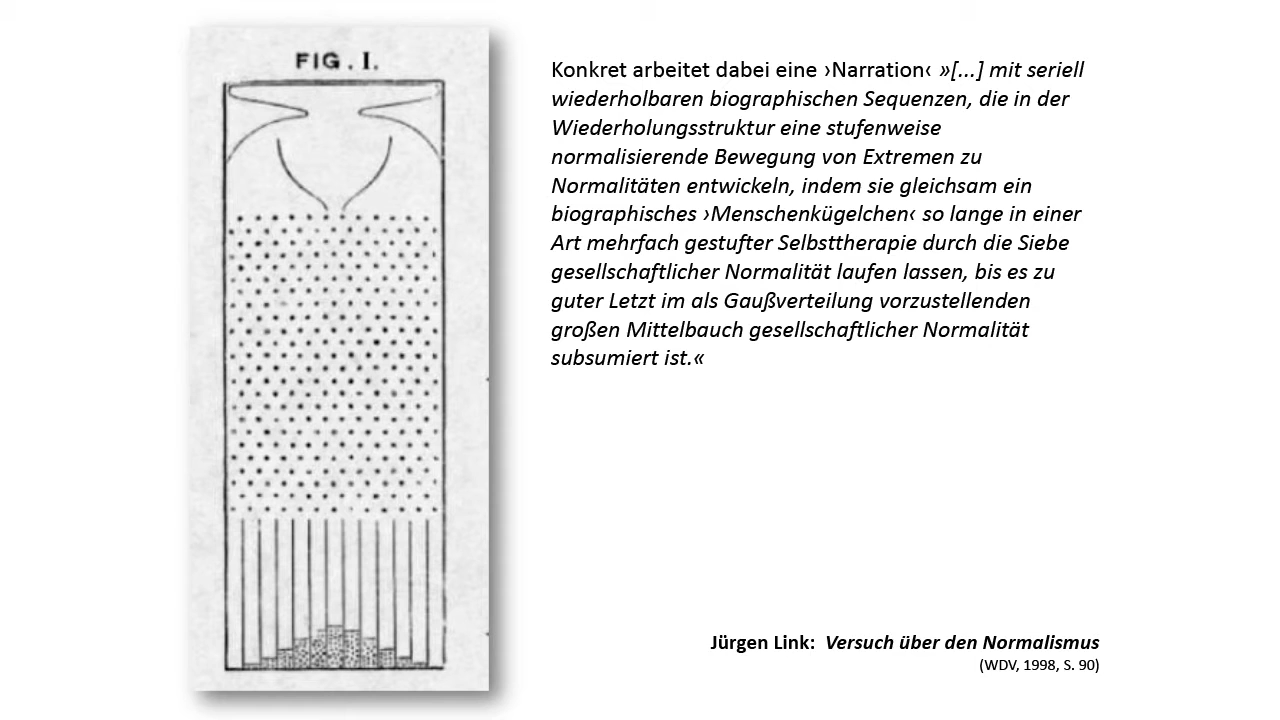 FIG. I.
Konkret arbeitet dabei eine ›Narration‹ »[...] mit seriell
wiederholbaren biographischen Sequenzen, die in der
Wiederholungsstruktur eine stufenweise
normalisierende Bewegung von Extremen zu
Normalitäten entwickeln, indem sie gleichsam ein
biographisches ›Menschenkügelchen‹ so lange in einer
Art mehrfach gestufter Selbsttherapie durch die Siebe
gesellschaftlicher Normalität laufen lassen, bis es zu
guter Letzt im als Gaußverteilung vorzustellenden
großen Mittelbauch gesellschaftlicher Normalität
subsumiert ist.«
Jürgen Link: Versuch über den Normalismus
(WDV, 1998, S. 90)